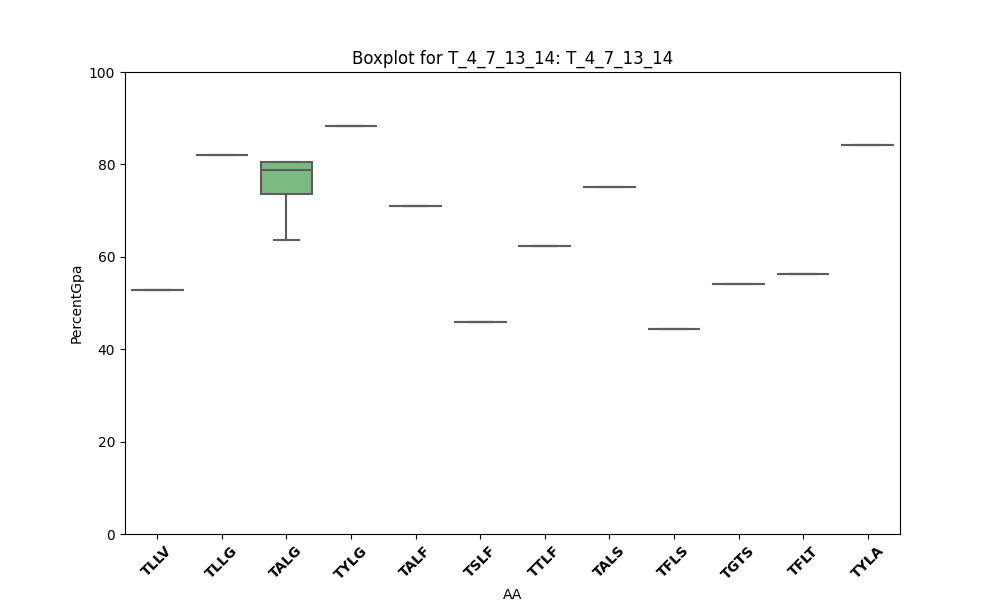 Boxplot for T_4_7_13_14: T_4_7_13_14
PercentGpa
100
80
60
40
20
0
TLLV TLLG TALG TYLG TALF TSLF TTLF TALS TFLS TGTS TFLT TYLA
AA